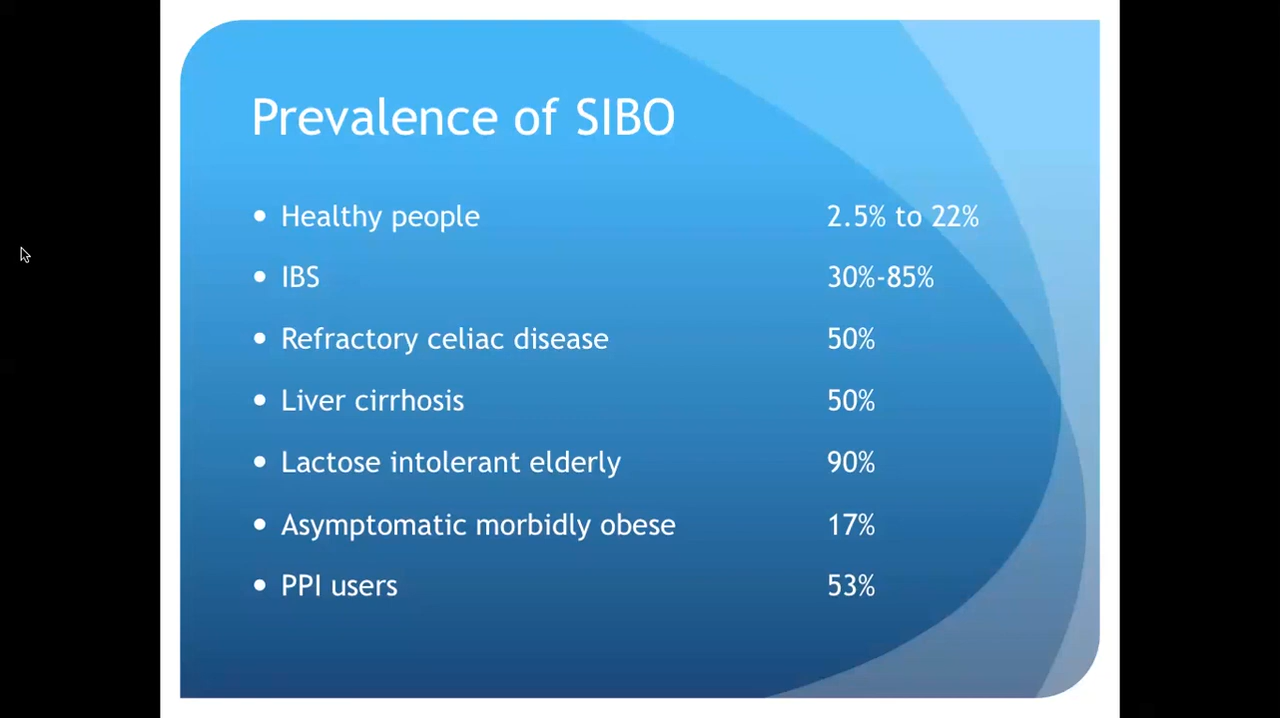 Prevalence of SIBO
• Healthy people 2.5% to 22%
• IBS 30%-85%
• Refractory celiac disease 50%
• Liver cirrhosis 50%
• Lactose intolerant elderly 90%
• Asymptomatic morbidly obese 17%
• PPI users 53%